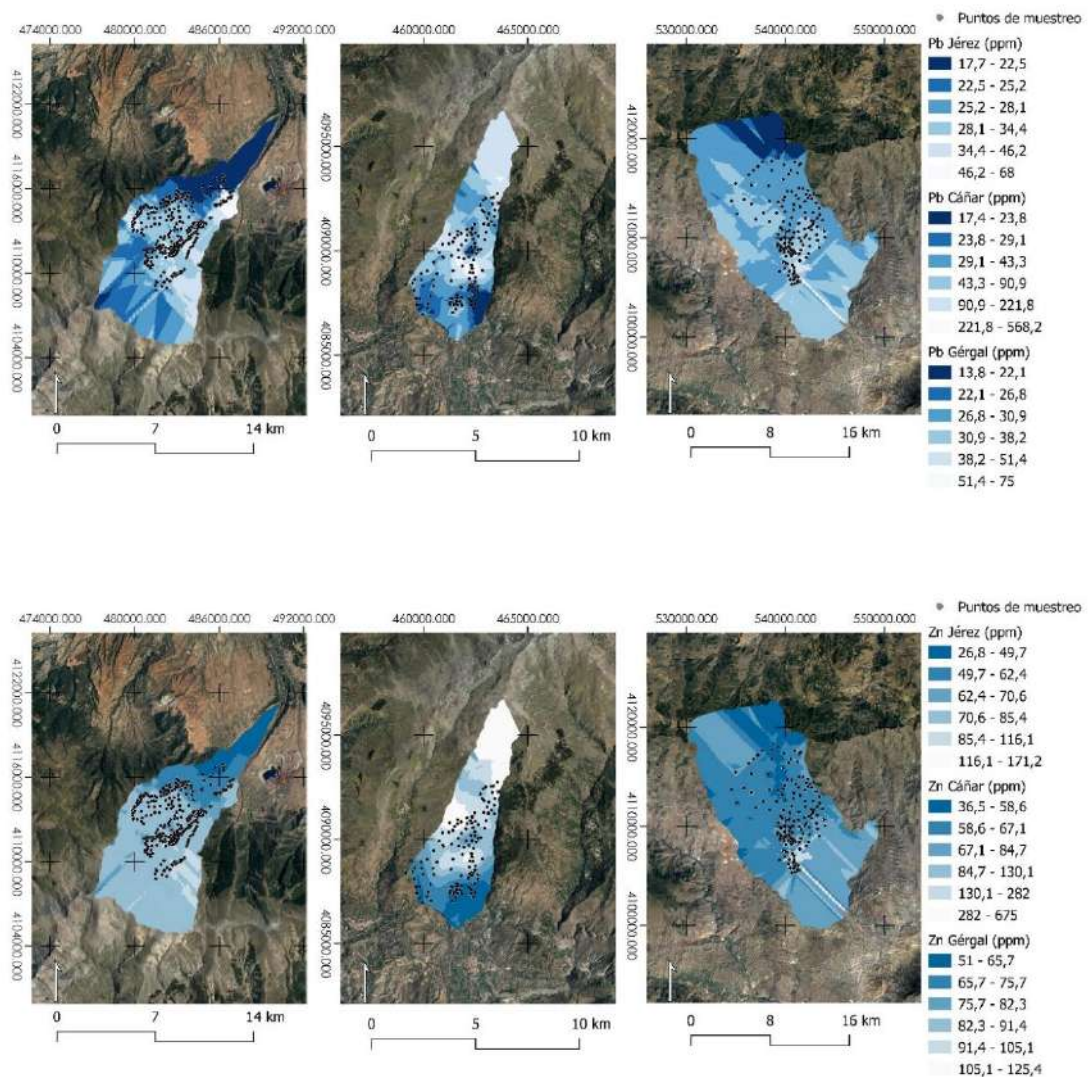 474000.000 480000.000 486000.000 492000.000
4122000.000
4116000.000
4110000.000
4104000.000
0 7 14 km
460000.000 465000.000
4095000.000
4090000.000
4085000.000
0 5 10 km
530000.000 540000.000 550000.000
4120000.000
4110000.000
4100000.000
0 8 16 km
Puntos de muestreo
Pb Jérez (ppm)
17,7 - 22,5
22,5 - 25,2
25,2 - 28,1
28,1 - 34,4
34,4 - 46,2
46,2 - 68
Pb Cáñar (ppm)
17,4 - 23,8
23,8 - 29,1
29,1 - 43,3
43,3 - 90,9
90,9 - 221,8
221,8 - 568,2
Pb Gérgal (ppm)
13,8 - 22,1
22,1 - 26,8
26,8 - 30,9
30,9 - 38,2
38,2 - 51,4
51,4 - 75
474000.000 480000.000 486000.000 492000.000
4122000.000
4116000.000
4110000.000
4104000.000
0 7 14 km
460000.000 465000.000
4095000.000
4090000.000
4085000.000
0 5 10 km
530000.000 540000.000 550000.000
4120000.000
4110000.000
4100000.000
0 8 16 km
Puntos de muestreo
Zn Jérez (ppm)
26,8 - 49,7
49,7 - 62,4
62,4 - 70,6
70,6 - 85,4
85,4 - 116,1
116,1 - 171,2
Zn Cáñar (ppm)
36,5 - 58,6
58,6 - 67,1
67,1 - 84,7
84,7 - 130,1
130,1 - 282
282 - 675
Zn Gérgal (ppm)
51 - 65,7
65,7 - 75,7
75,7 - 82,3
82,3 - 91,4
91,4 - 105,1
105,1 - 125,4